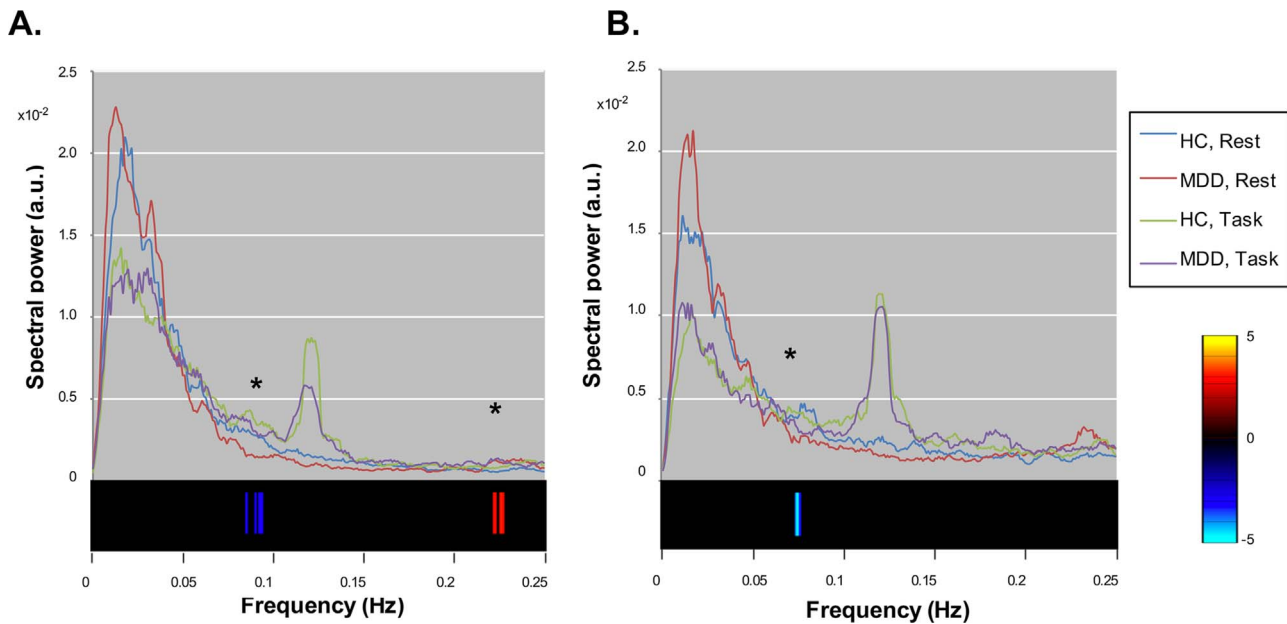 A.
B.
2.5
x10-2
2.0
1.5
1.0
0.5
0
Spectral power (a.u.)
*
*
0 0.05 0.1 0.15 0.2 0.25
Frequency (Hz)
2.5
x10-2
2.0
1.5
1.0
0.5
0
Spectral power (a.u.)
*
0 0.05 0.1 0.15 0.2 0.25
Frequency (Hz)
HC, Rest
MDD, Rest
HC, Task
MDD, Task
5
0
-5